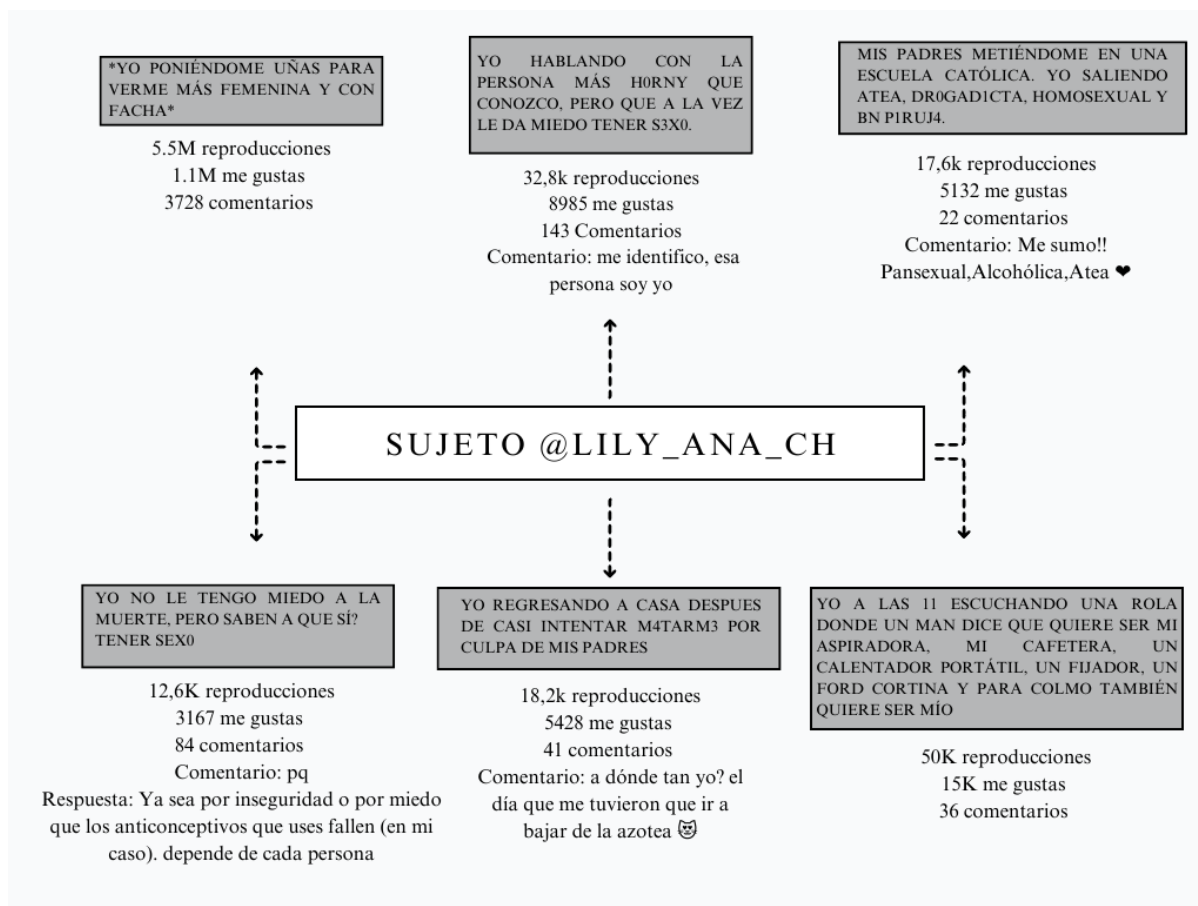 *YO PONIÉNDOME UÑAS PARA
VERME MÁS FEMENINA Y CON
FACHA*
5.5M reproducciones
1.1M me gustas
3728 comentarios
YO HABLANDO CON LA
PERSONA MÁS H0RNY QUE
CONOZCO, PERO QUE A LA VEZ
LE DA MIEDO TENER S3X0.
32,8k reproducciones
8985 me gustas
143 Comentarios
Comentario: me identifico, esa
persona soy yo
MIS PADRES METIÉNDOME EN UNA
ESCUELA CATÓLICA. YO SALIENDO
ATEA, DR0GAD1CTA, HOMOSEXUAL Y
BN P1RUJ4.
17,6k reproducciones
5132 me gustas
22 comentarios
Comentario: Me sumo!!
Pansexual,Alcohólica,Atea ❤
SUJETO @LILY_ANA_CH
YO NO LE TENGO MIEDO A LA
MUERTE, PERO SABEN A QUE SÍ?
TENER SEX0
12,6K reproducciones
3167 me gustas
84 comentarios
Comentario: pq
Respuesta: Ya sea por inseguridad o por miedo
que los anticonceptivos que uses fallen (en mi
caso). depende de cada persona
YO REGRESANDO A CASA DESPUES
DE CASI INTENTAR M4TARM3 POR
CULPA DE MIS PADRES
18,2k reproducciones
5428 me gustas
41 comentarios
Comentario: a dónde tan yo? el
día que me tuvieron que ir a
bajar de la azotea 😿
YO A LAS 11 ESCUCHANDO UNA ROLA
DONDE UN MAN DICE QUE QUIERE SER MI
ASPIRADORA, MI CAFETERA, UN
CALENTADOR PORTÁTIL, UN FIJADOR, UN
FORD CORTINA Y PARA COLMO TAMBIÉN
QUIERE SER MÍO
50K reproducciones
15K me gustas
36 comentarios